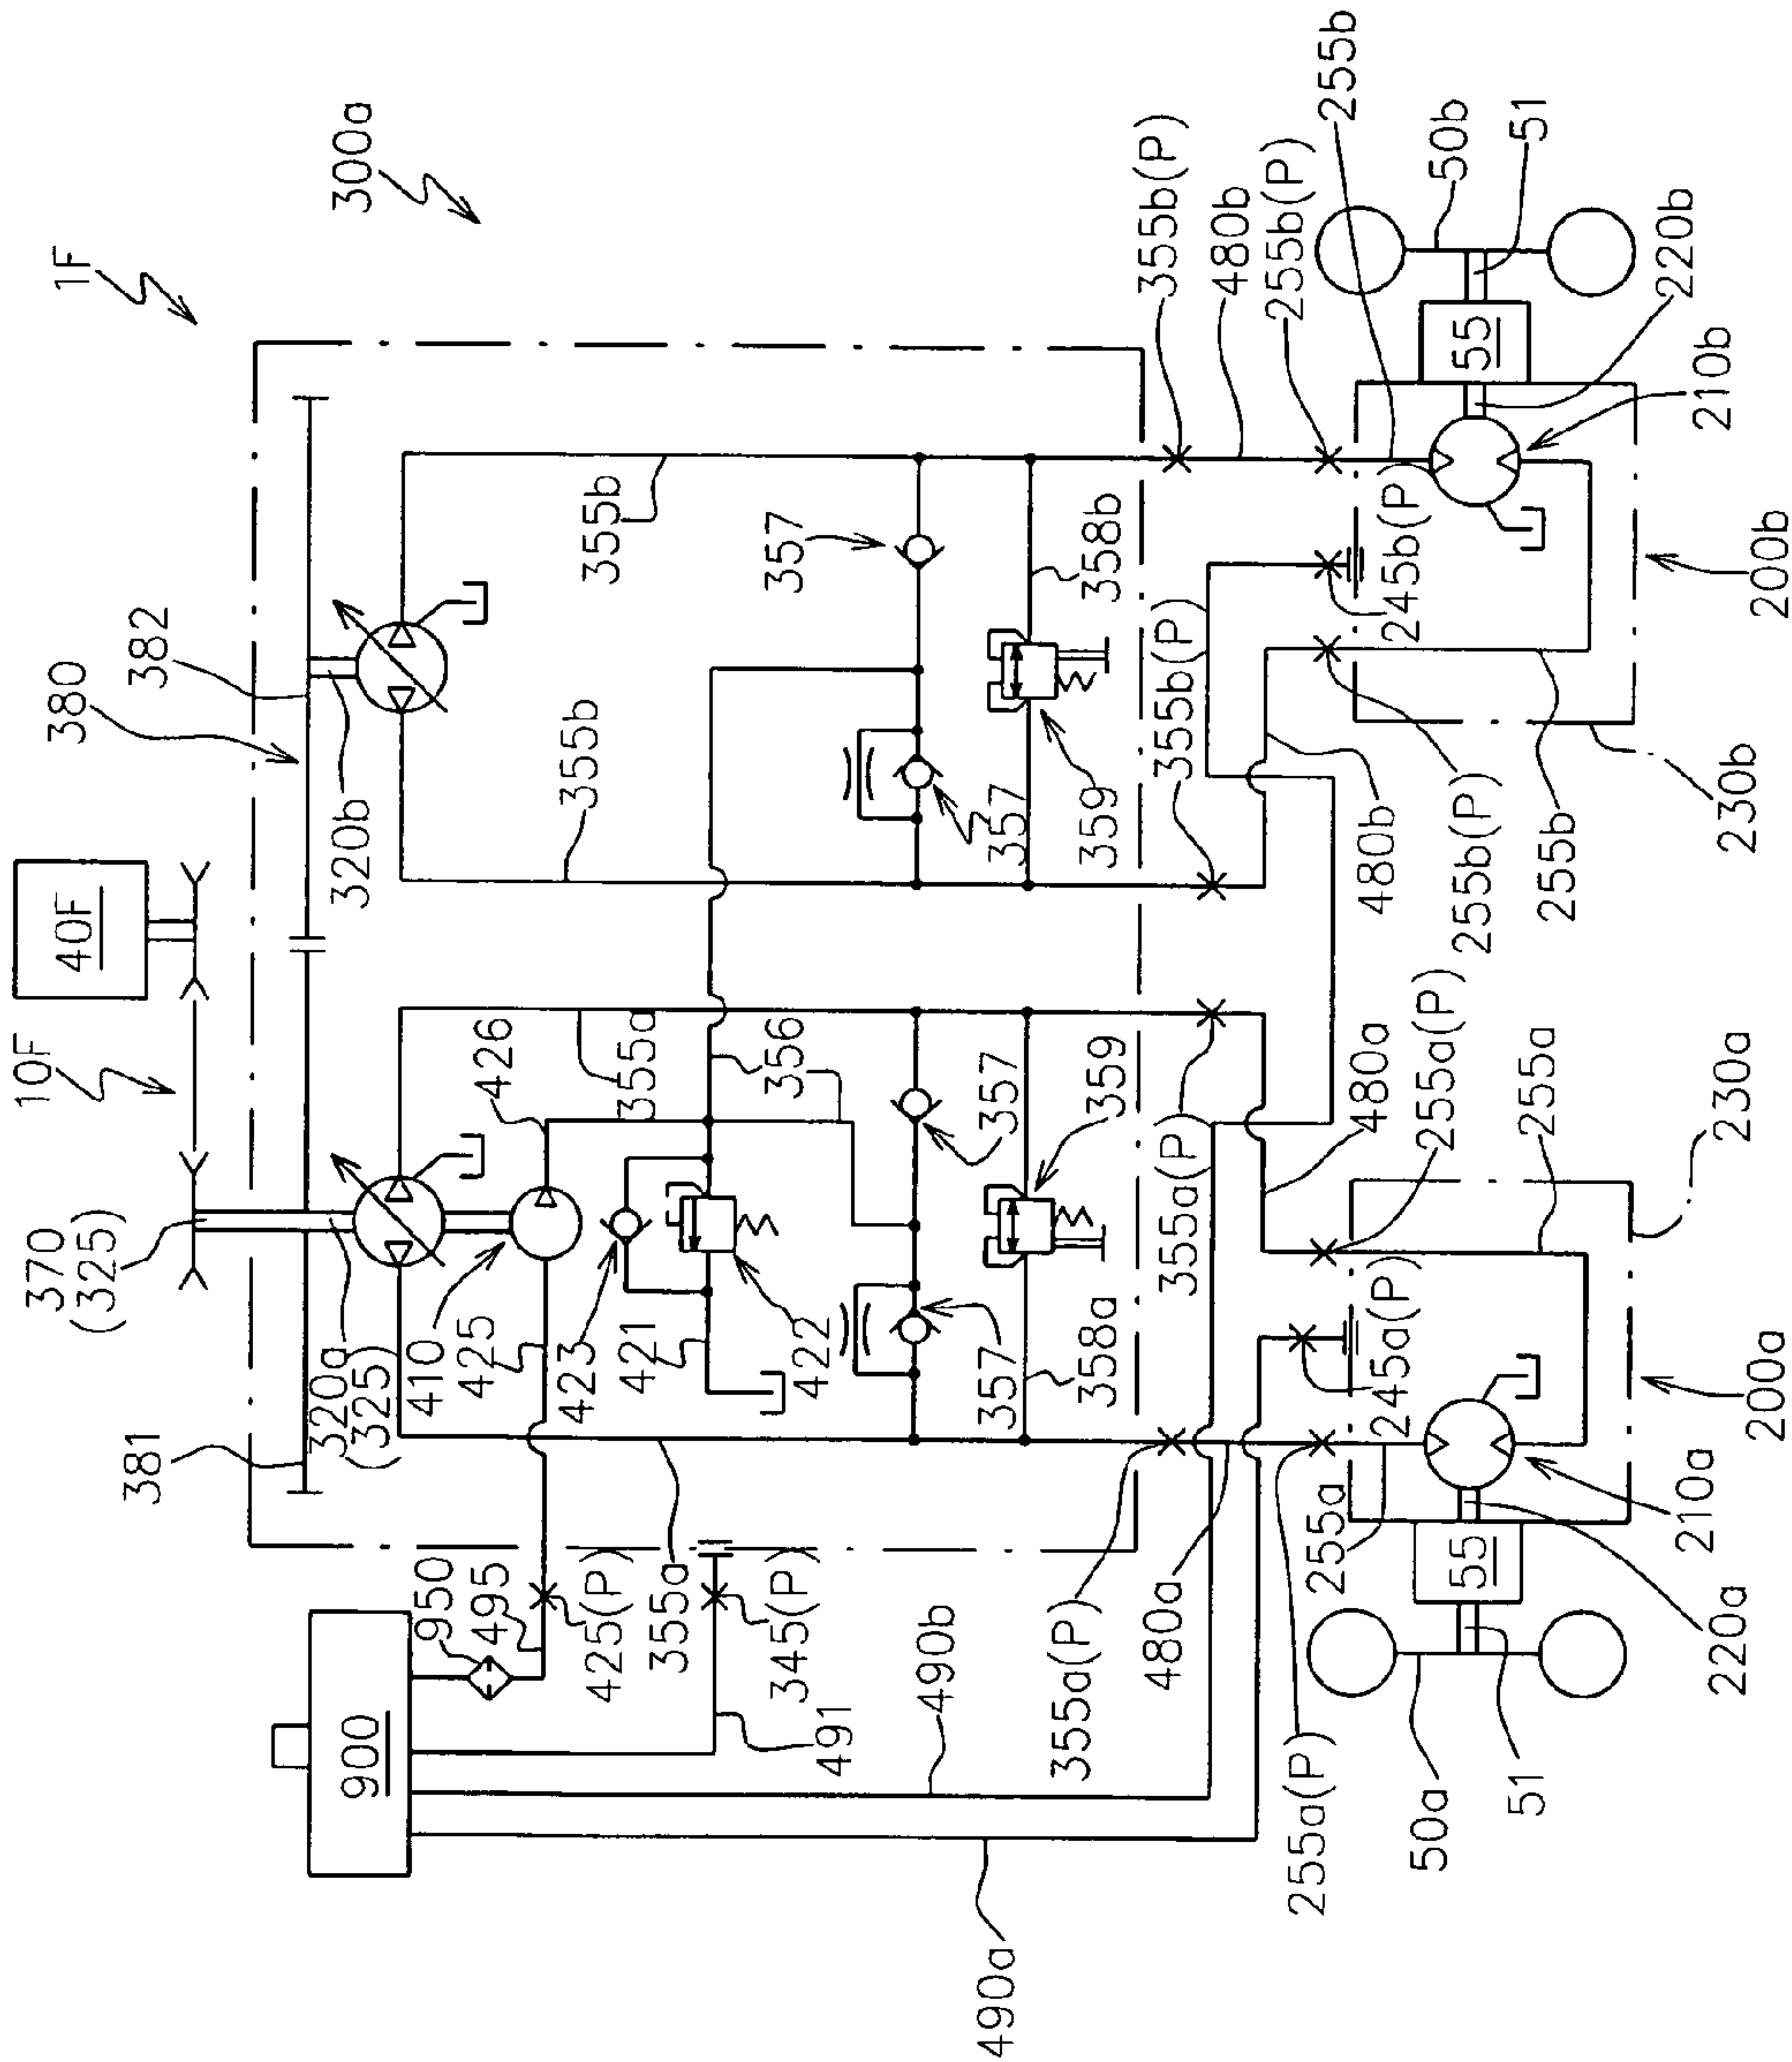 1F
300a
10F
40F
380
382
320b
370
(325)
381
320a
(325)
410
425
423
421
422
426
355a
356
355b
355b
357
357
359
358b
357
357
359
358a
900
950
495
425(P)
355a
345(P)
491
490b
490a
355a(P)
480a
255a(P)
355a(P)
480a
255a(P)
255a
230a
245a(P)
255a
200a
210a
55
220a
51
50a
355b(P)
480b
255b(P)
255b
50b
51
55
220b
210b
200b
245b(P)
355b(P)
480b
255b(P)
255b
230b